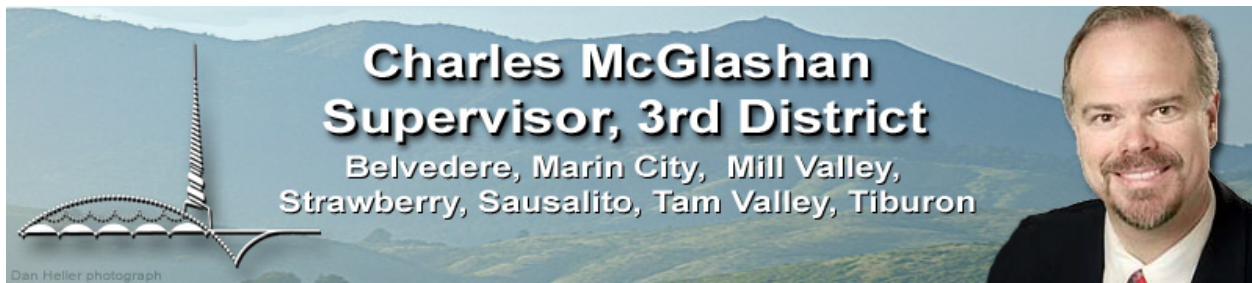 Charles McGlashan
Supervisor, 3rd District
Belvedere, Marin City, Mill Valley,
Strawberry, Sausalito, Tam Valley, Tiburon
Dan Heller photograph